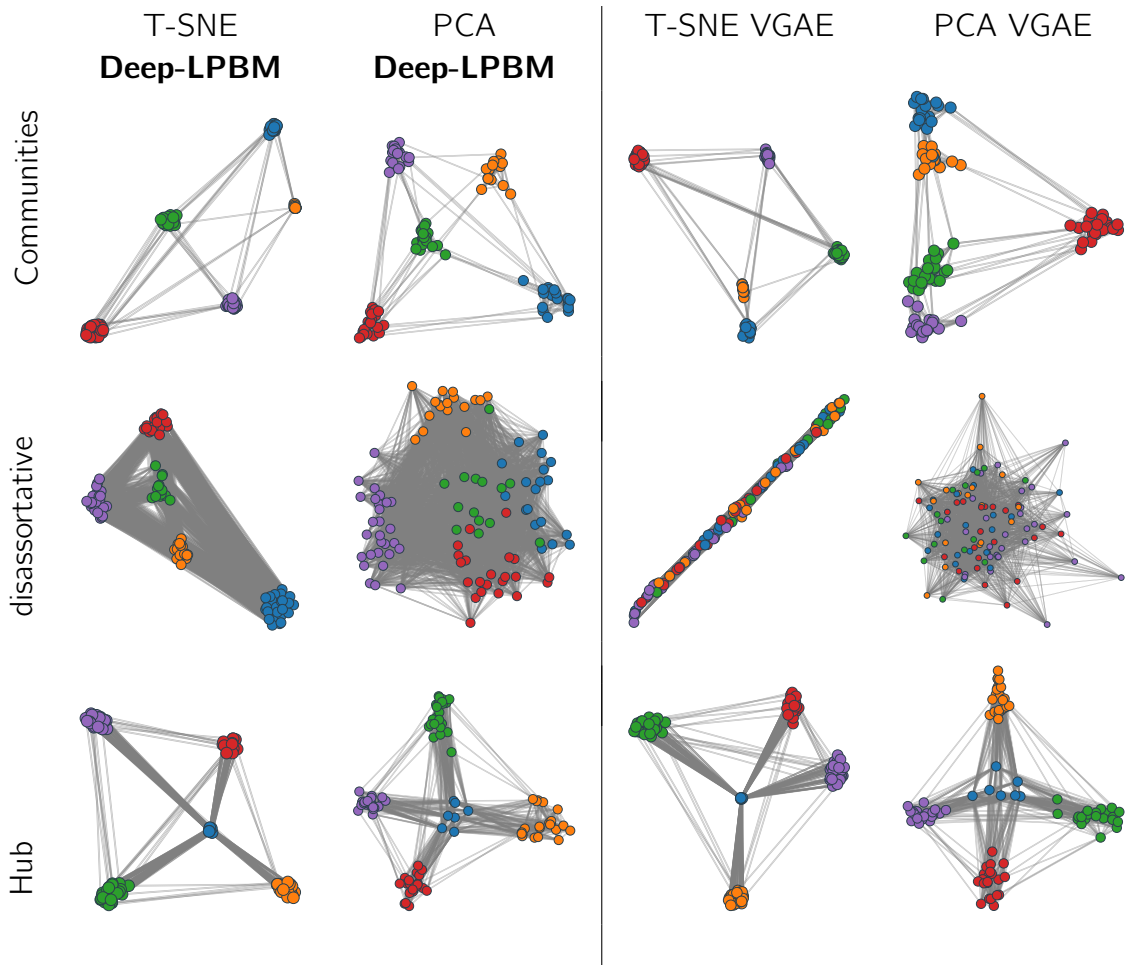 T-SNE
Deep-LPBM
PCA
Deep-LPBM
T-SNE VGAE
PCA VGAE
Communities
disassortative
Hub